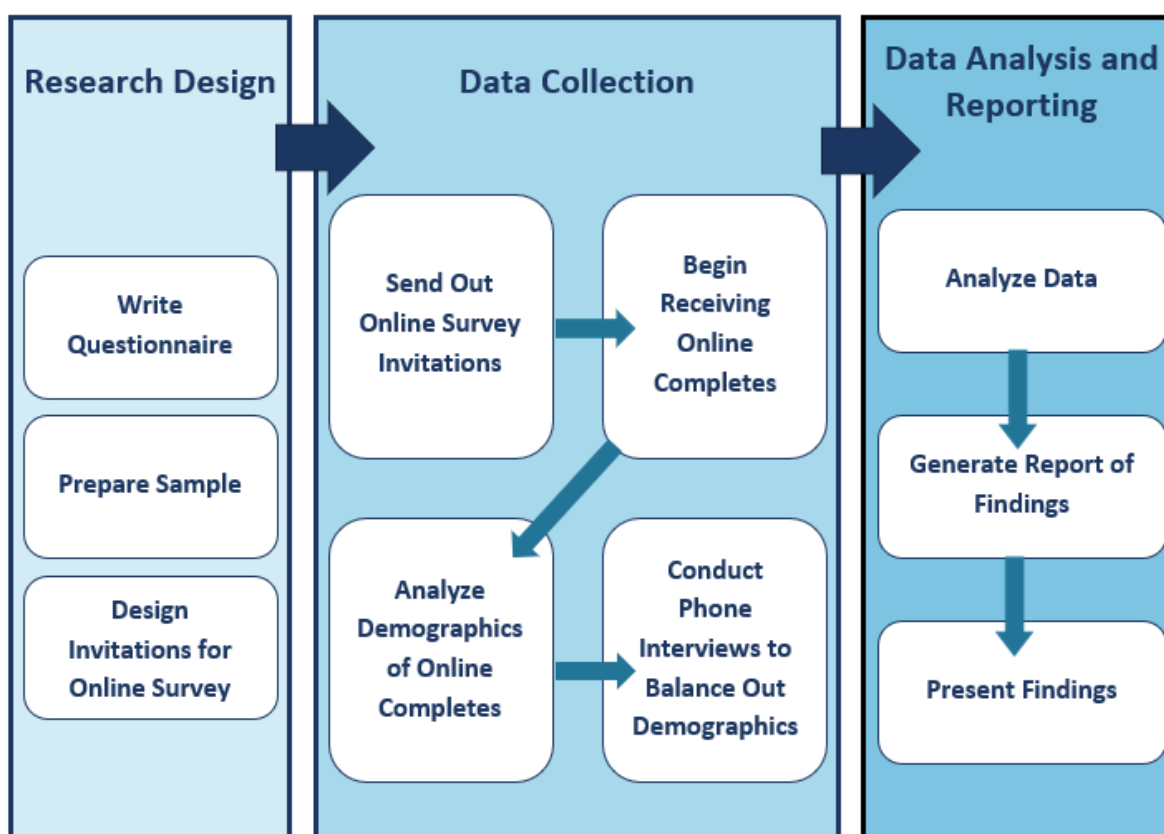 Research Design
Write
Questionnaire
Prepare Sample
Design
Invitations for
Online Survey
Data Collection
Send Out
Online Survey
Invitations
Begin
Receiving
Online
Completes
Analyze
Demographics
of Online
Completes
Conduct
Phone
Interviews to
Balance Out
Demographics
Data Analysis and
Reporting
Analyze Data
Generate Report of
Findings
Present Findings